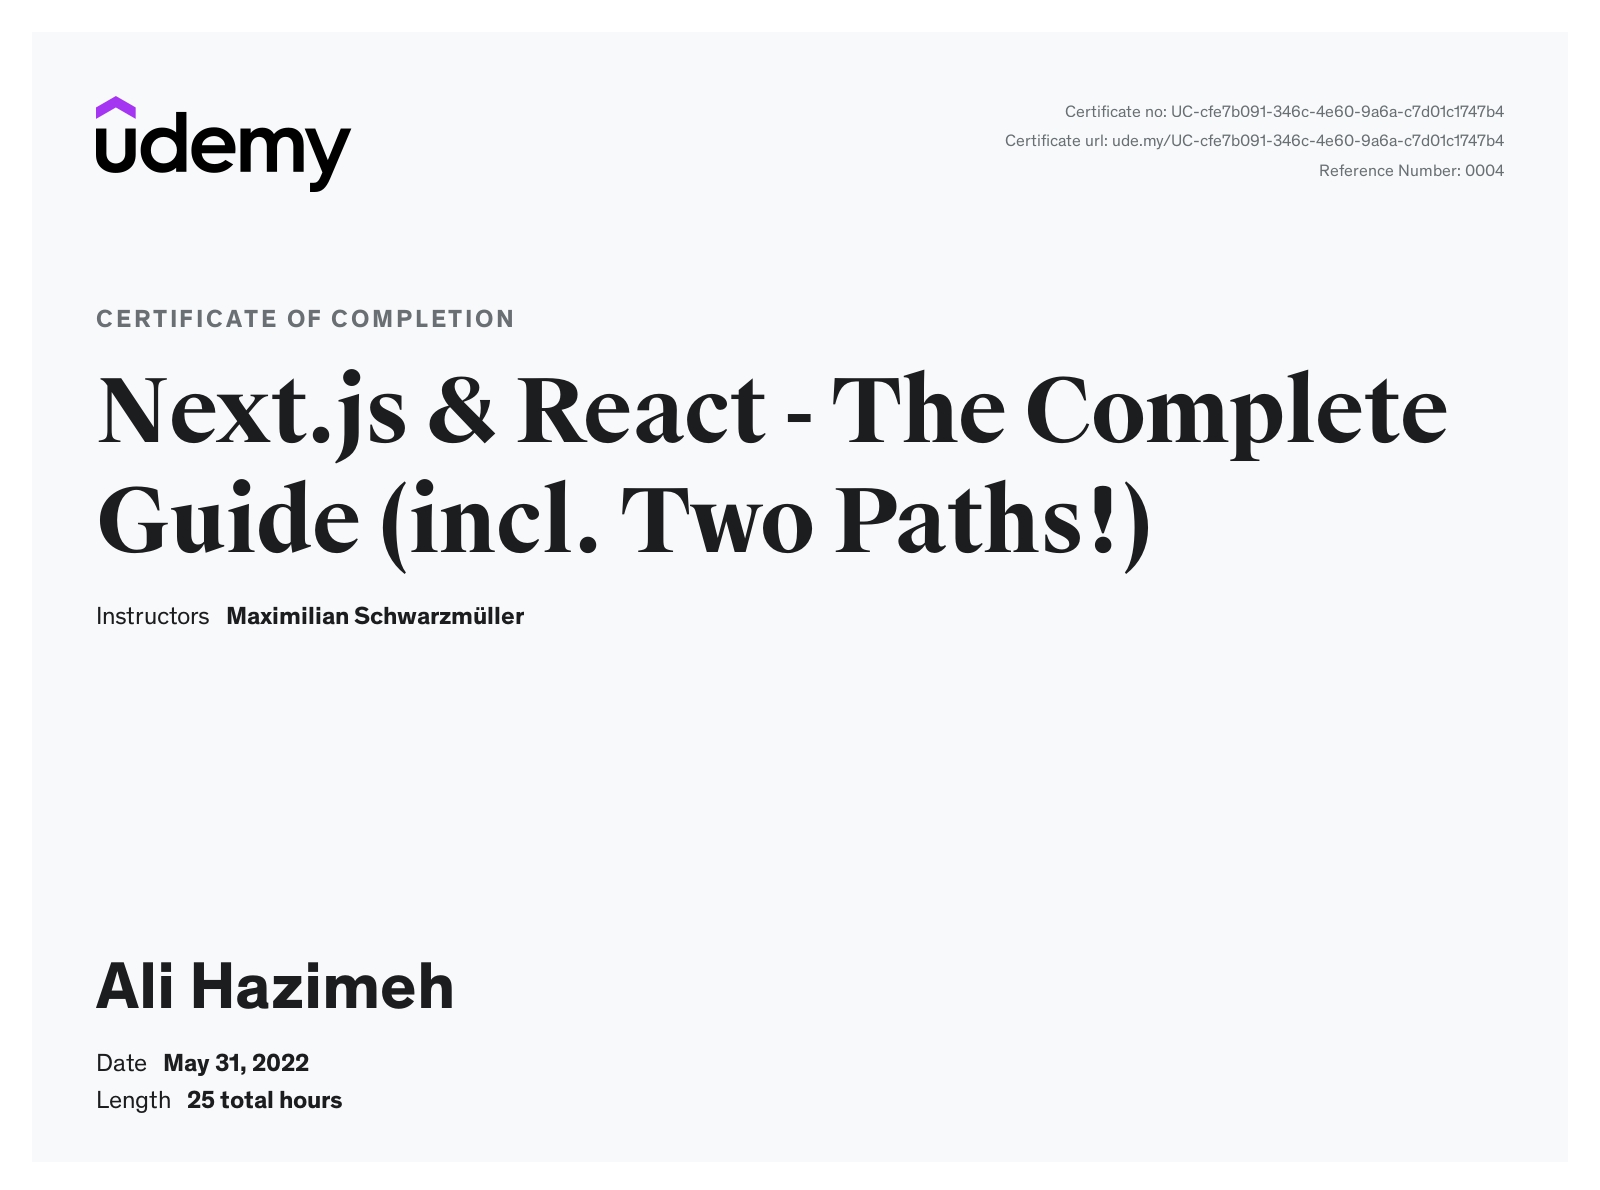 udemy
Certificate no: UC-cfe7b091-346c-4e60-9a6a-c7d01c1747b4
Certificate url: ude.my/UC-cfe7b091-346c-4e60-9a6a-c7d01c1747b4
Reference Number: 0004
CERTIFICATE OF COMPLETION
Next.js & React - The Complete
Guide (incl. Two Paths!)
Instructors Maximilian Schwarzmüller
Ali Hazimeh
Date May 31, 2022
Length 25 total hours